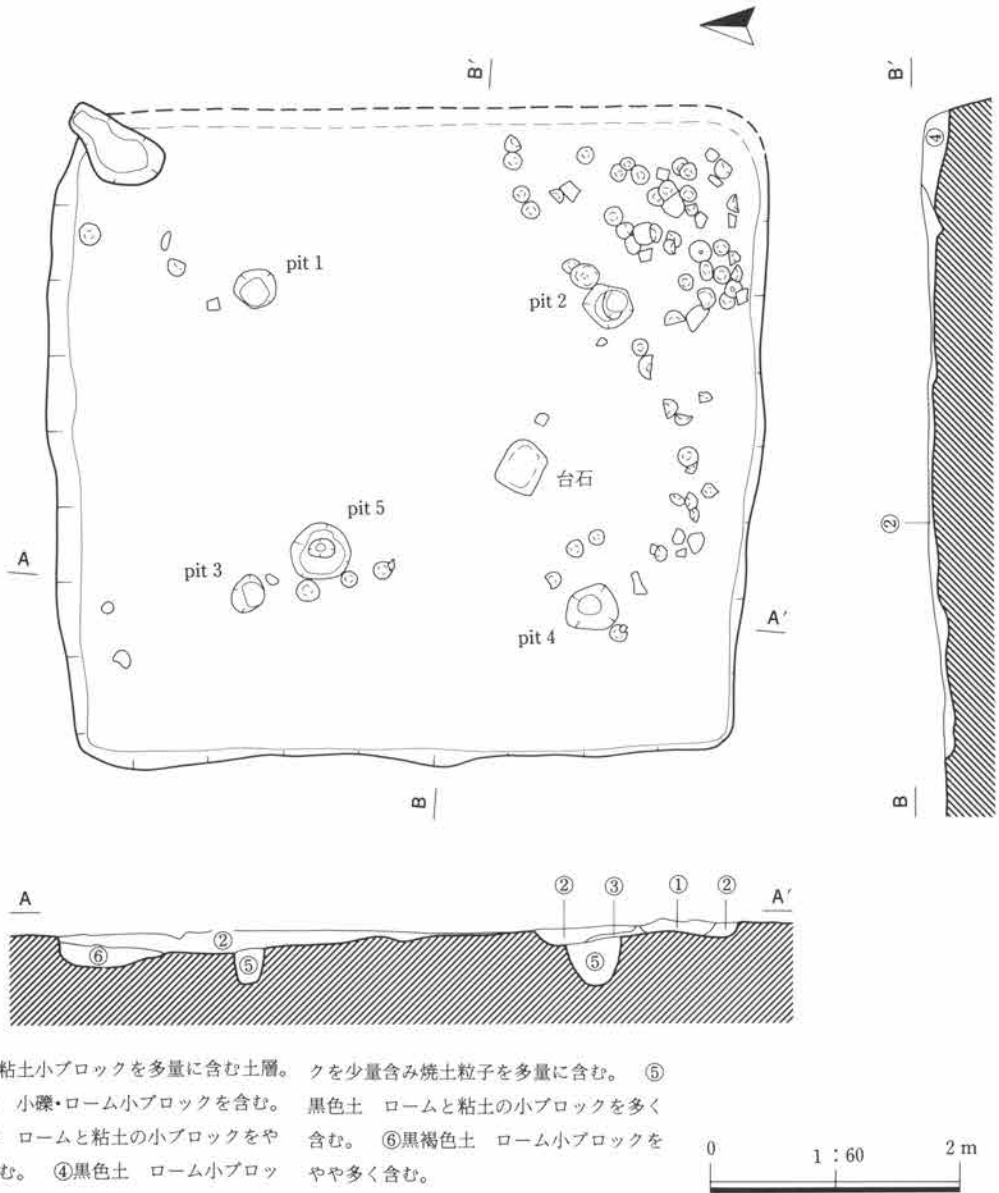 B′
B′
④
pit 1
pit 2
台石
②
pit 5
A
pit 3
A′
pit 4
B
B
A
②
③
①
②
A′
②
⑥
⑤
⑤
粘土小ブロックを多量に含む土層。
小礫・ローム小ブロックを含む。
ロームと粘土の小ブロックをや
む。 ④黒色土 ローム小ブロッ
クを少量含み焼土粒子を多量に含む。 ⑤
黒色土 ロームと粘土の小ブロックを多く
含む。 ⑥黒褐色土 ローム小ブロックを
やや多く含む。
0 1：60 2 m